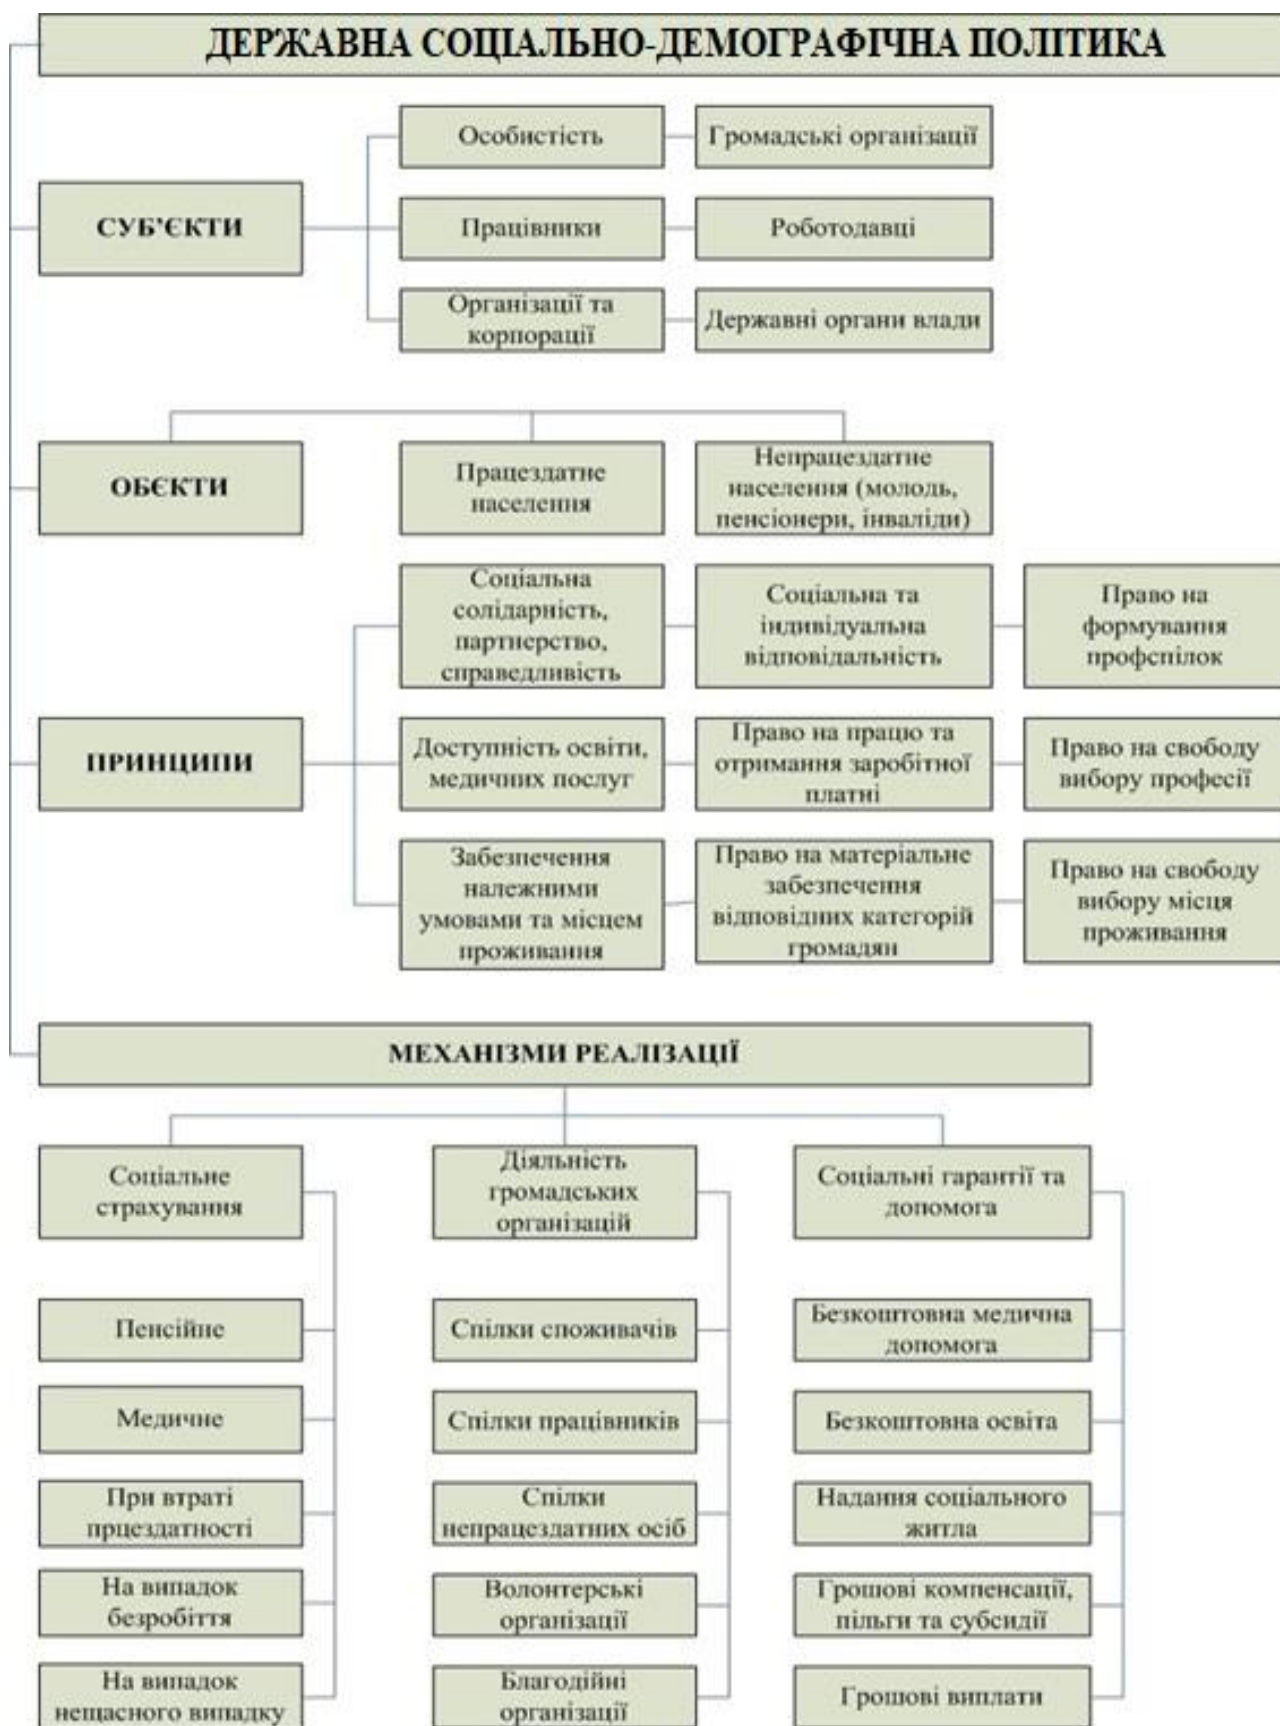 ДЕРЖАВНА СОЦІАЛЬНО-ДЕМОГРАФІЧНА ПОЛІТИКА
СУБ’ЄКТИ
Особистість
Громадські організації
Працівники
Роботодавці
Організації та
корпорації
Державні органи влади
ОБЄКТИ
Працездатне
населення
Непрацездатне
населення (молодь,
пенсіонери, інваліди)
ПРИНЦИПИ
Соціальна
солідарність,
партнерство,
справедливість
Соціальна та
індивідуальна
відповідальність
Право на
формування
профспілок
Доступність освіти,
медичних послуг
Право на працю та
отримання заробітної
платні
Право на свободу
вибору професії
Забезпечення
належними
умовами та місцем
проживання
Право на матеріальне
забезпечення
відповідних категорій
громадян
Право на свободу
вибору місця
проживання
МЕХАНІЗМИ РЕАЛІЗАЦІЇ
Соціальне
страхування
Пенсійне
Медичне
При втраті
прцездатності
На випадок
безробіття
На випадок
нещасного випадку
Діяльність
громадських
організацій
Спілки споживачів
Спілки працівників
Спілки
непрацездатних осіб
Волонтерські
організації
Благодійні
організації
Соціальні гарантії та
допомога
Безкоштовна медична
допомога
Безкоштовна освіта
Надання соціального
житла
Грошові компенсації,
пільги та субсидії
Грошові виплати